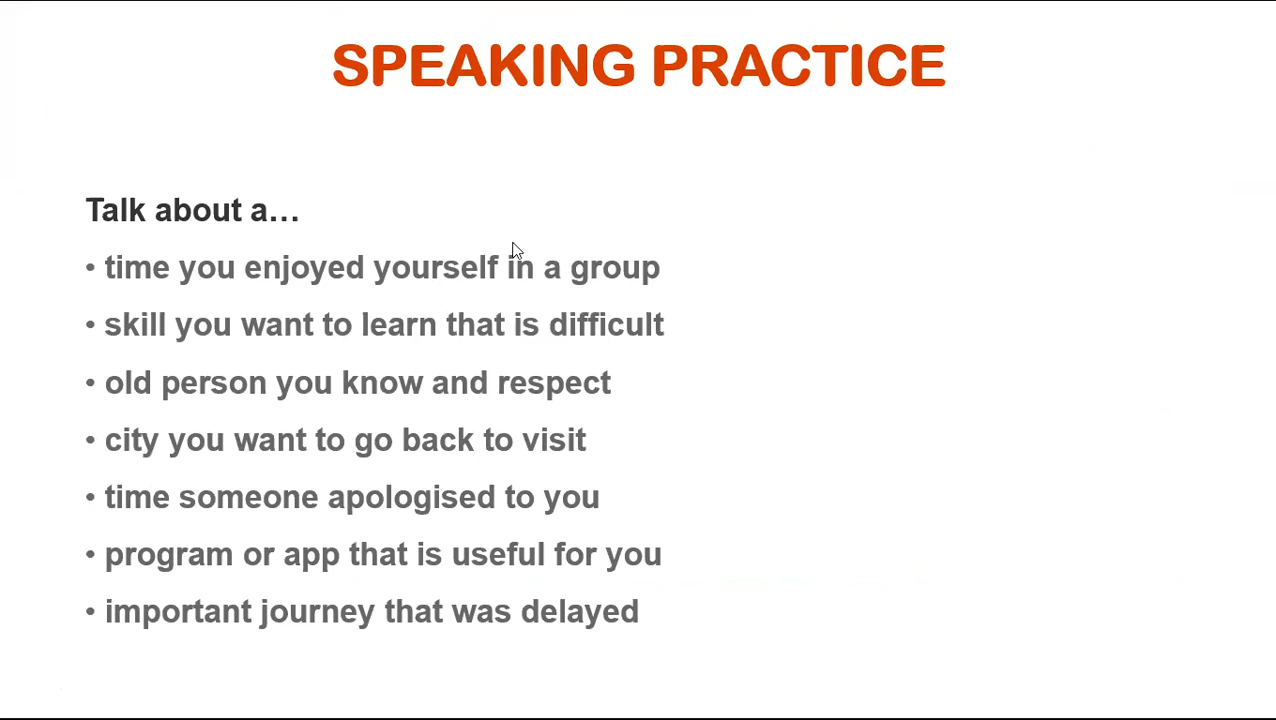 SPEAKING PRACTICE
Talk about a…
• time you enjoyed yourself in a group
• skill you want to learn that is difficult
• old person you know and respect
• city you want to go back to visit
• time someone apologised to you
• program or app that is useful for you
• important journey that was delayed